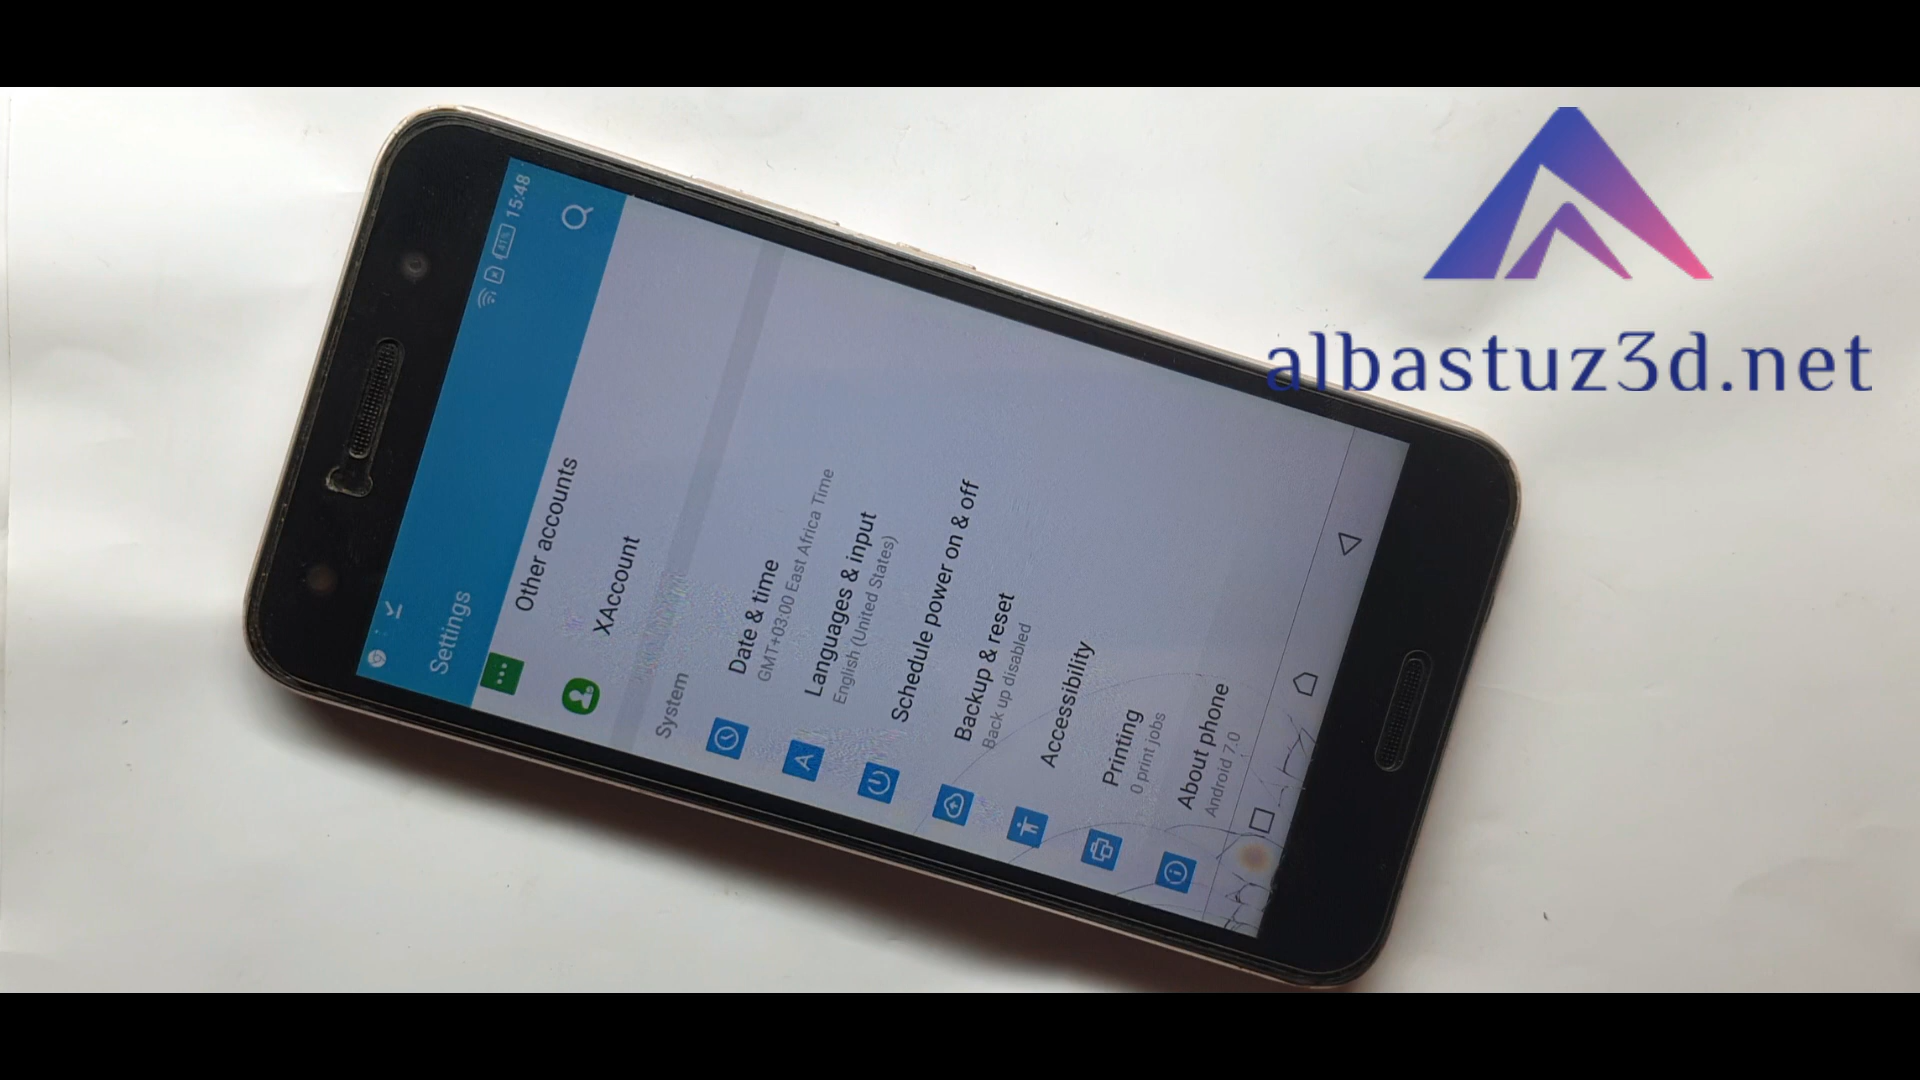 15:48
41%
Settings
Other accounts
XAccount
System
Date & time
GMT+03:00 East Africa Time
Languages & input
English (United States)
Schedule power on & off
Backup & reset
Back up disabled
Accessibility
Printing
0 print jobs
About phone
Android 7.0
albastuz3d.net